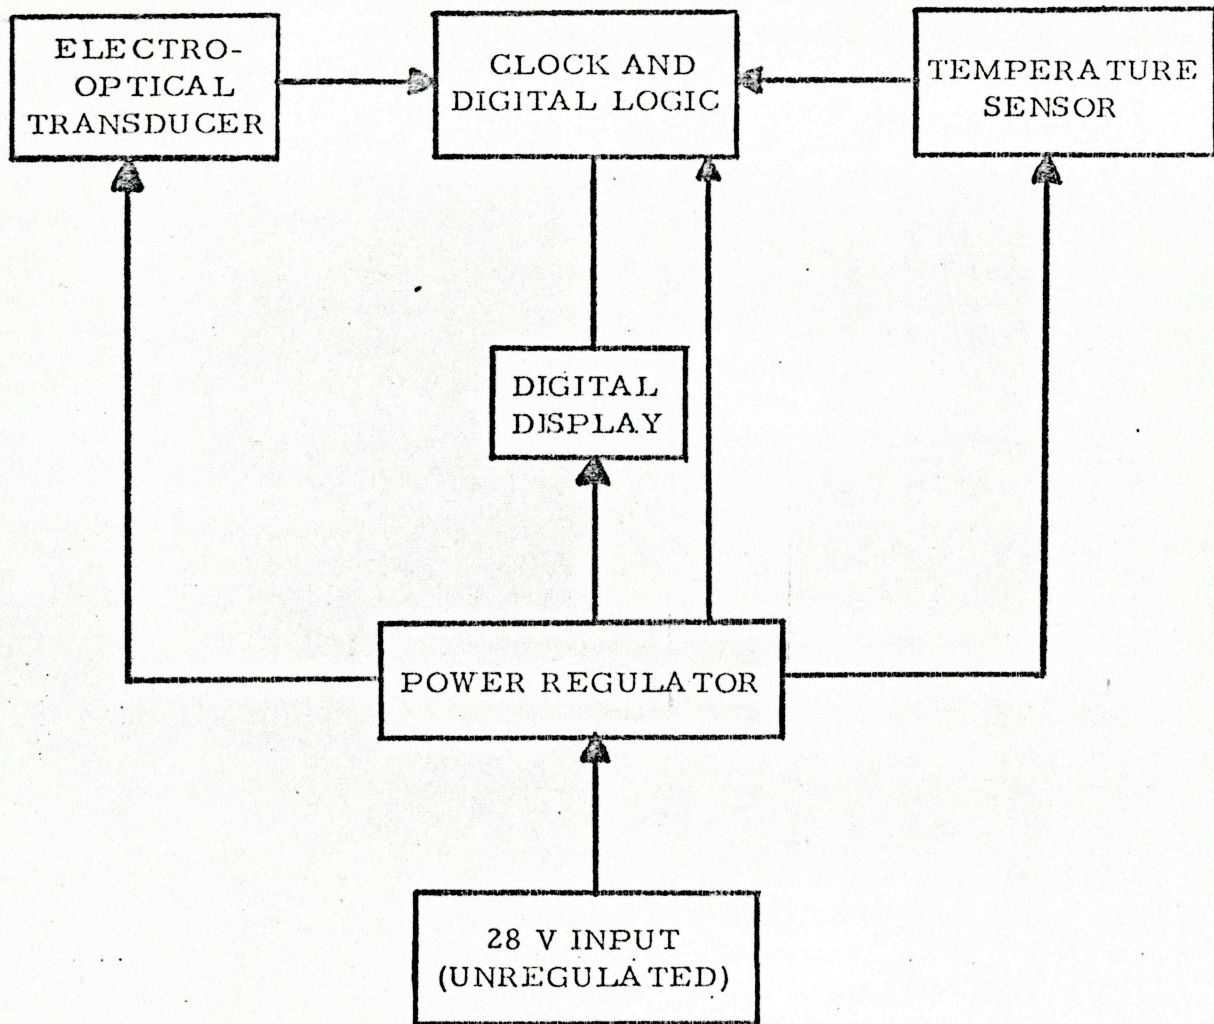 ELECTRO-
OPTICAL
TRANSDUCER
CLOCK AND
DIGITAL LOGIC
TEMPERATURE
SENSOR
DIGITAL
DISPLAY
POWER REGULATOR
28 V INPUT
(UNREGULATED)